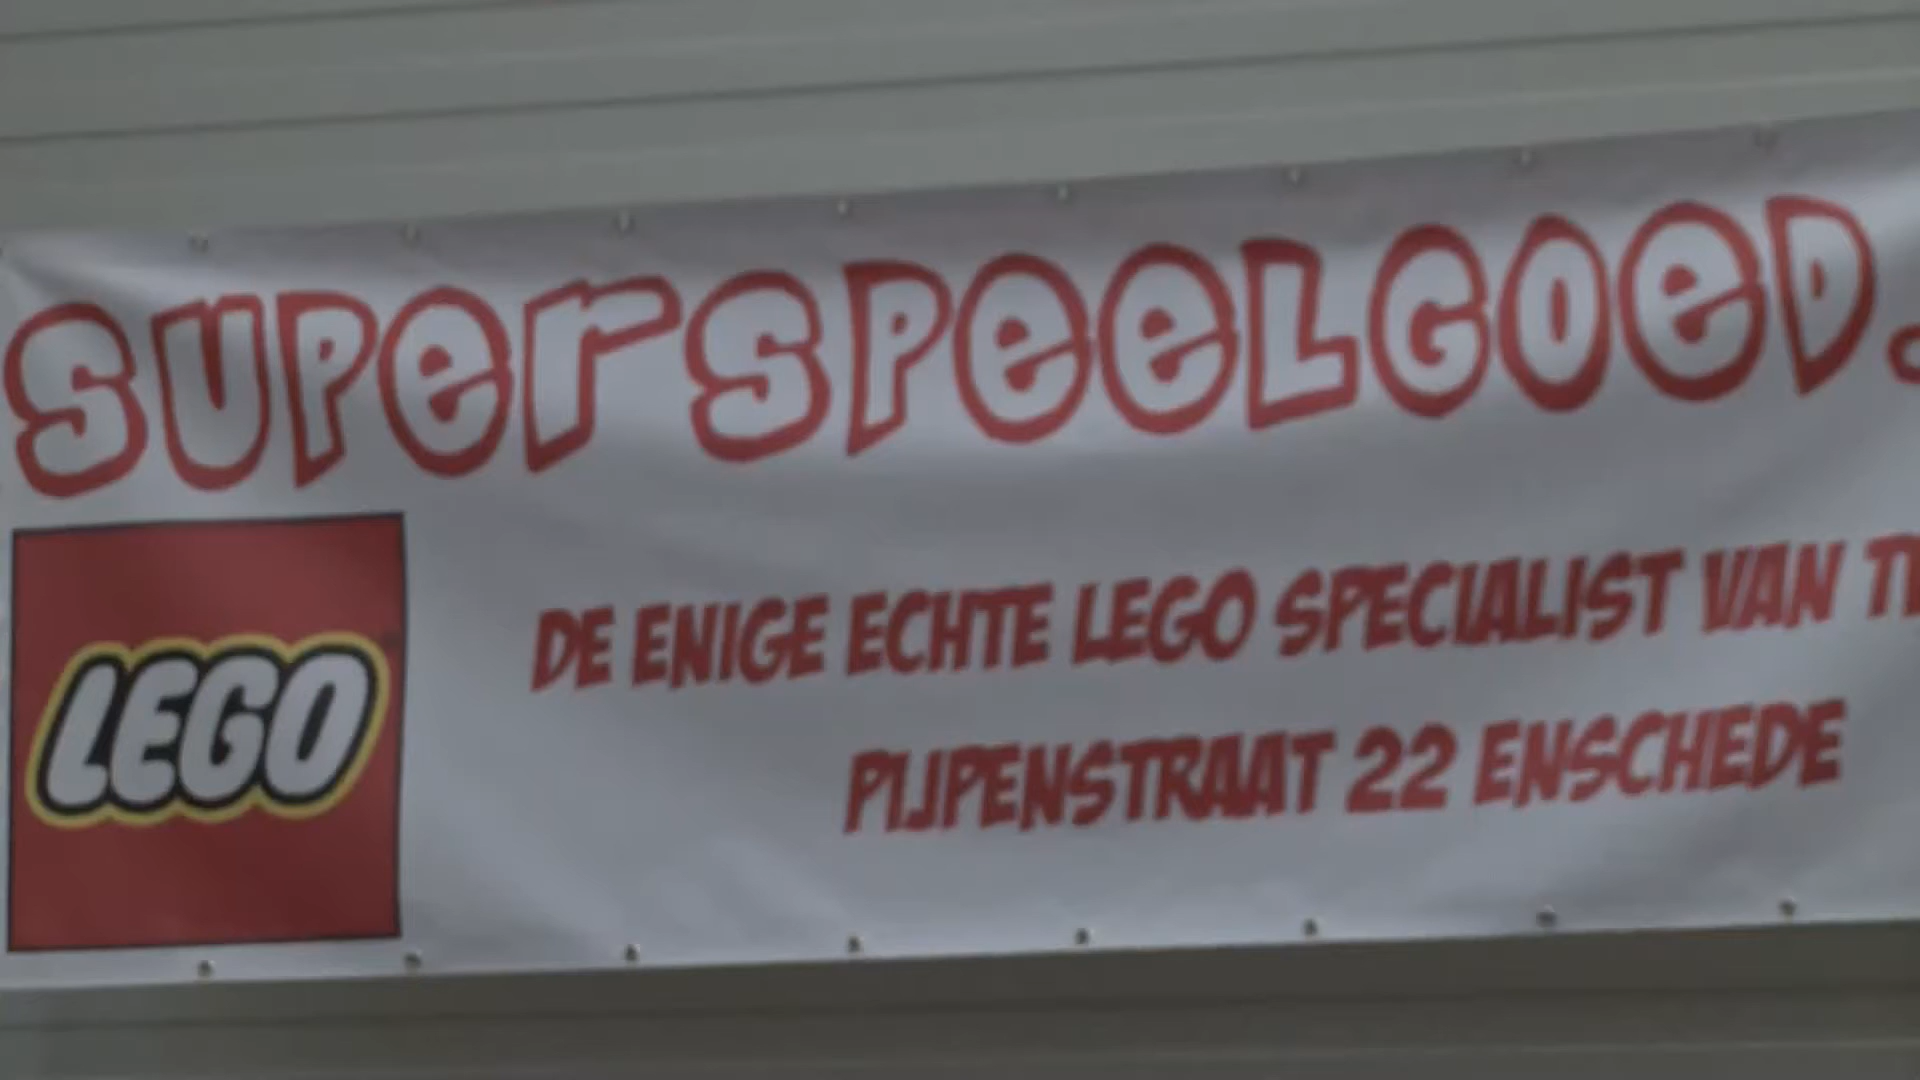 SUPERSPEELGOED.
LEGO
DE ENIGE ECHTE LEGO SPECIALIST VAN
PIJPENSTRAAT 22 ENSCHEDE